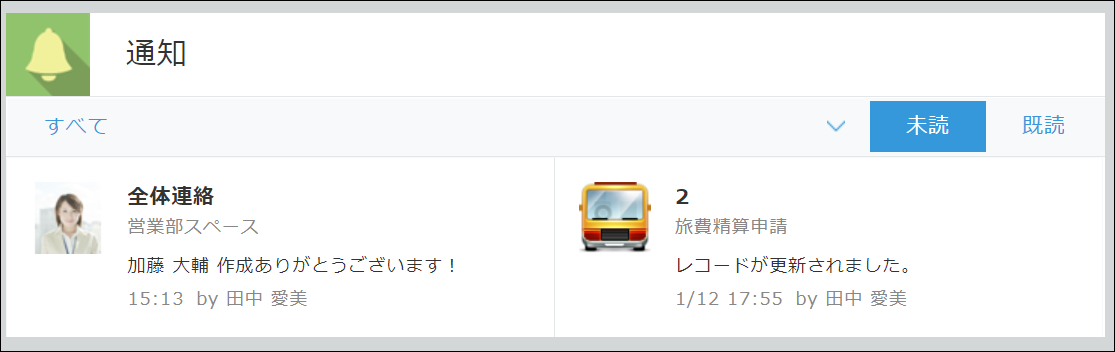 通知
すべて
未読
既読
全体連絡
営業部スペース
加藤 大輔 作成ありがとうございます！
15:13 by 田中 愛美
2
旅費精算申請
レコードが更新されました。
1/12 17:55 by 田中 愛美